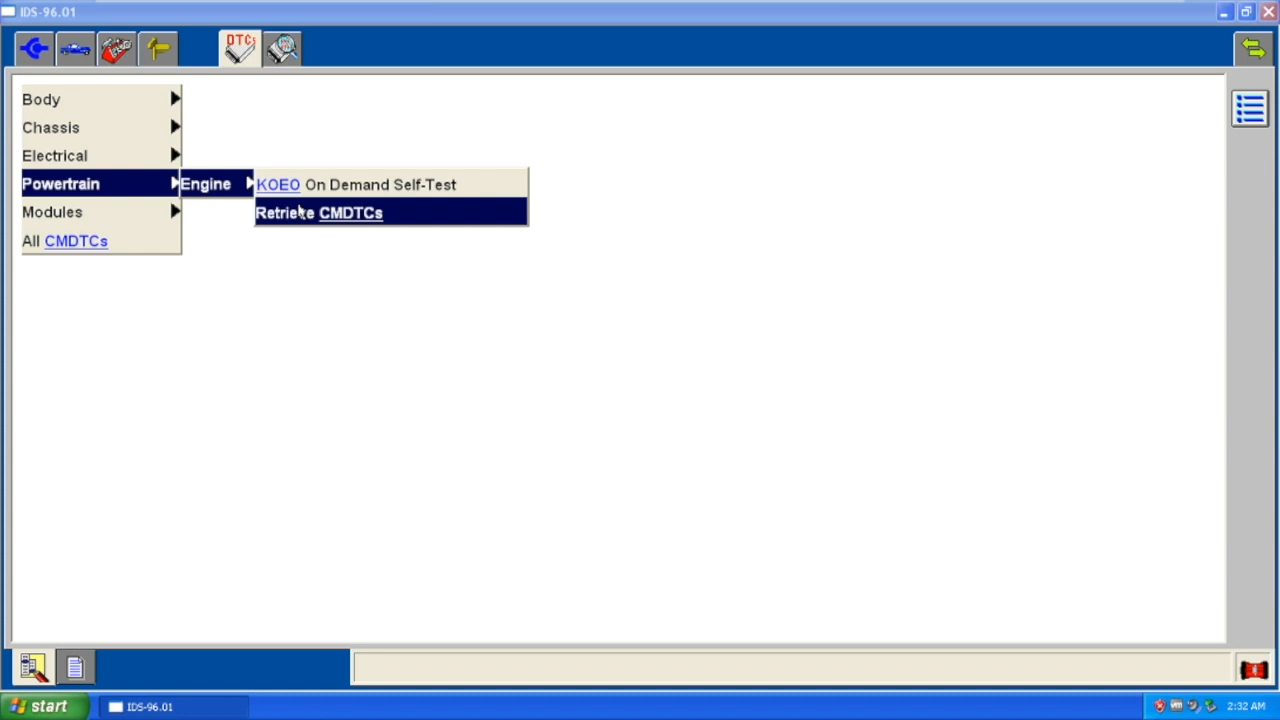 IDS-96.01
DTCs
Body
Chassis
Electrical
Powertrain
Engine
KOEO On Demand Self-Test
Modules
Retrieve CMDTCs
All CMDTCs
start
IDS-96.01
2:32 AM